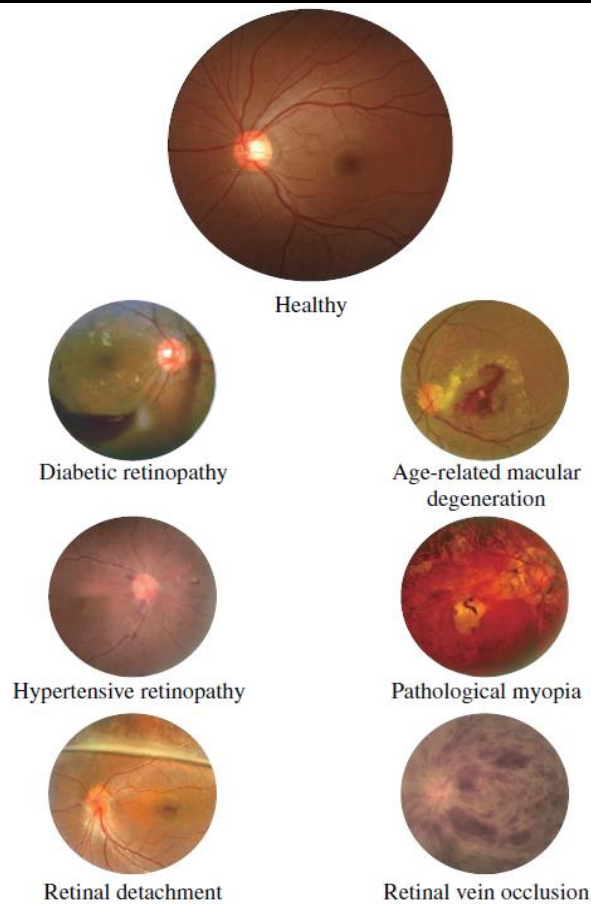 Healthy
Diabetic retinopathy
Age-related macular
degeneration
Hypertensive retinopathy
Pathological myopia
Retinal detachment
Retinal vein occlusion